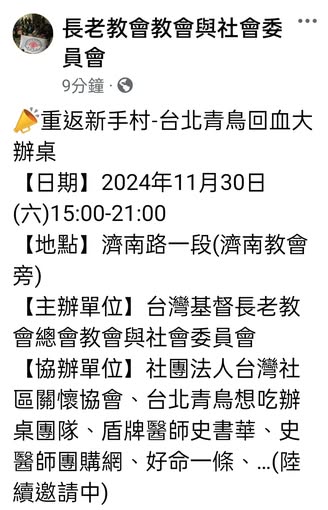 長老教會教會與社會委
員會
9分鐘·
重返新手村-台北青鳥回血大
辦桌
【日期】2024年11月30日
(六)15:00-21:00
【地點】濟南路一段(濟南教會
旁)
【主辦單位】台灣基督長老教
會總會教會與社會委員會
【協辦單位】社團法人台灣社
區關懷協會、台北青鳥想吃辦
桌團隊、盾牌醫師史書華、史
醫師團購網、好命一條、…(陸
續邀請中)